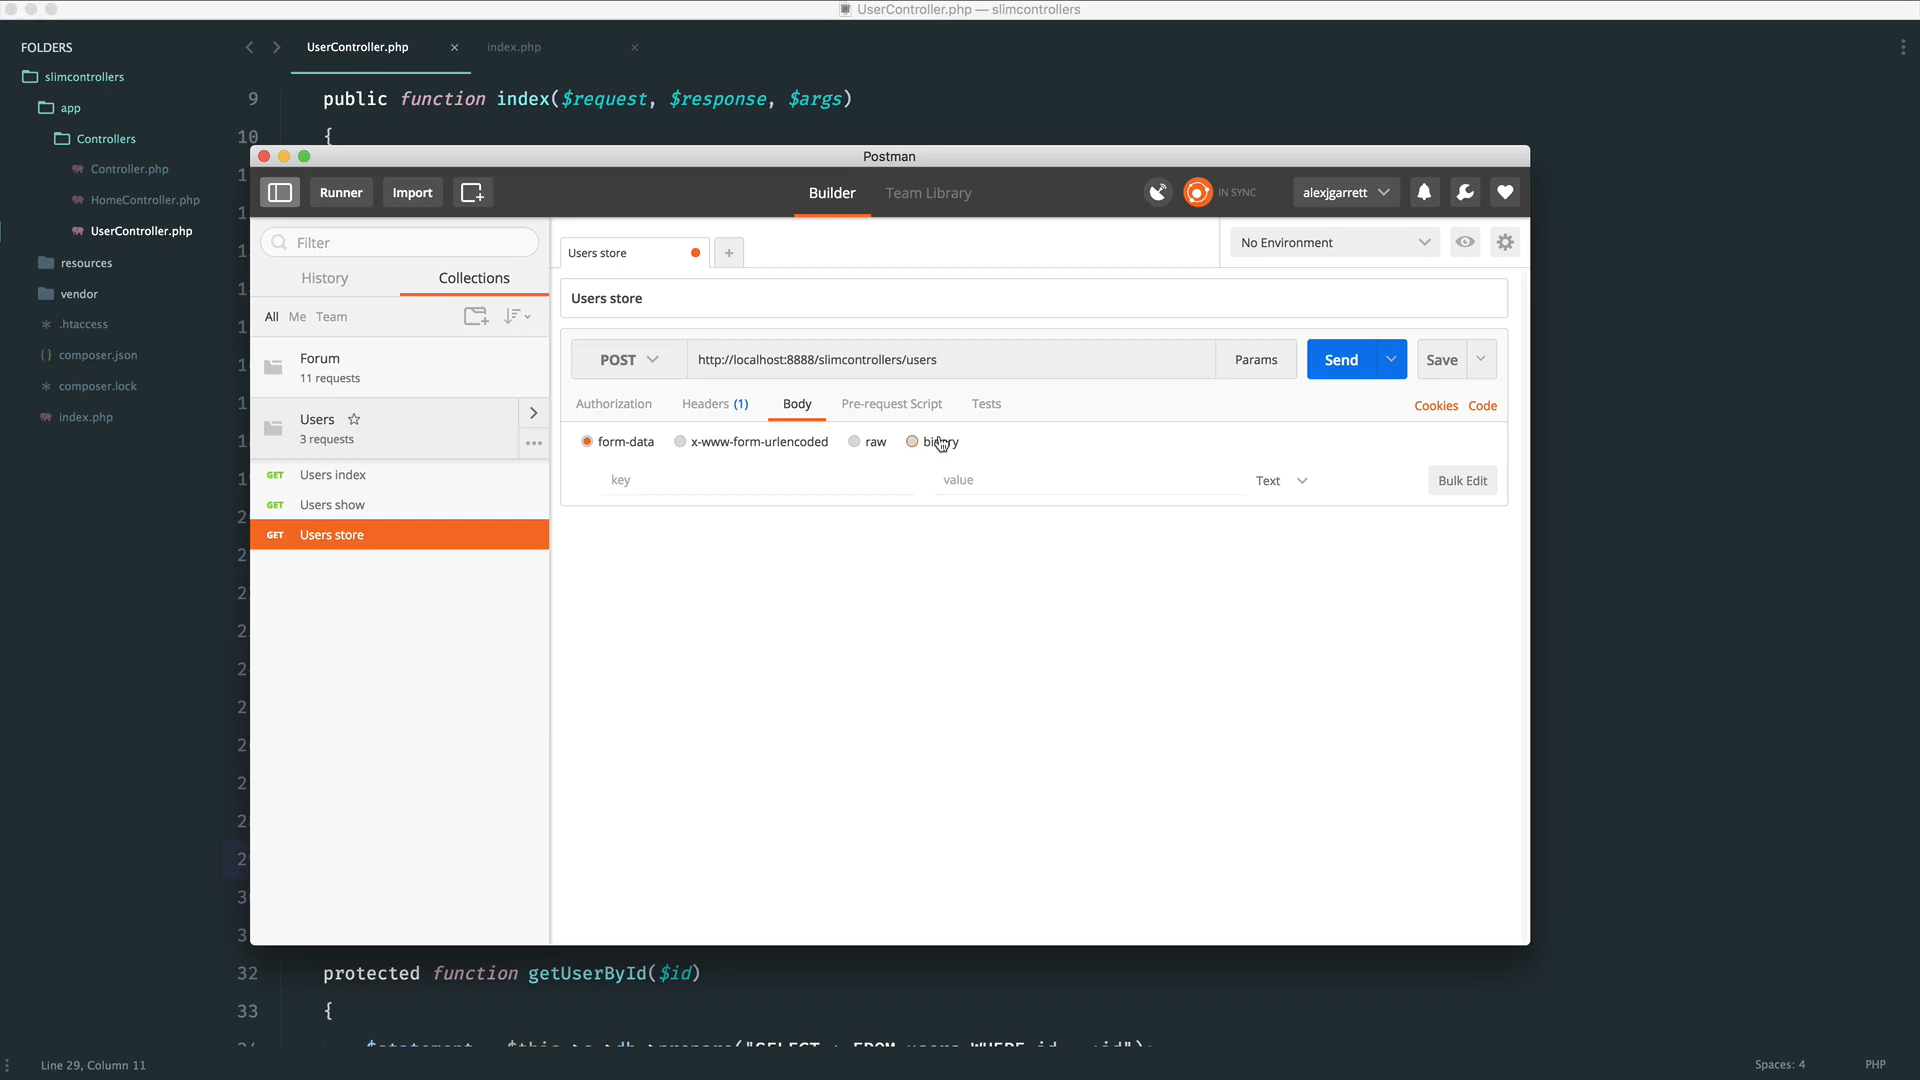 UserController.php — slimcontrollers
FOLDERS
slimcontrollers
app
Controllers
Controller.php
HomeController.php
UserController.php
resources
vendor
.htaccess
composer.json
composer.lock
index.php
UserController.php
index.php
9 public function index($request, $response, $args)
10 {
Postman
Runner
Import
Builder
Team Library
IN SYNC
alexjgarrett
Filter
History
Collections
All Me Team
Forum
11 requests
Users
3 requests
GET Users index
GET Users show
GET Users store
Users store
No Environment
Users store
POST
http://localhost:8888/slimcontrollers/users
Params
Send
Save
Authorization
Headers (1)
Body
Pre-request Script
Tests
Cookies
Code
form-data
x-www-form-urlencoded
raw
binary
key
value
Text
Bulk Edit
32 protected function getUserById($id)
33 {
Line 29, Column 11
Spaces: 4
PHP